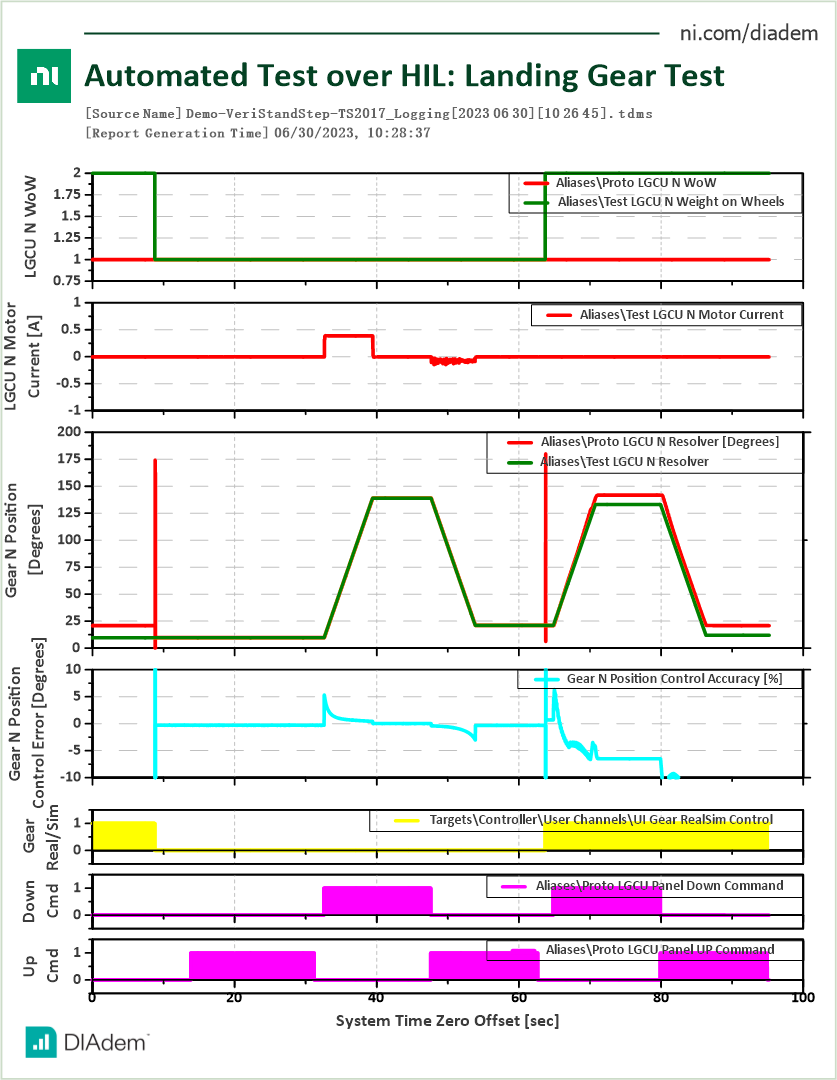 ni.com/diadem
ni
Automated Test over HIL: Landing Gear Test
[Source Name] Demo-VeriStandStep-TS2017_Logging[2023 06 30][10 26 45].tdms
[Report Generation Time] 06/30/2023, 10:28:37
LGCU N WoW
2
1.75
1.5
1.25
1
0.75
Aliases\Proto LGCU N WoW
Aliases\Test LGCU N Weight on Wheels
LGCU N Motor
Current [A]
1
0.5
0
-0.5
-1
Aliases\Test LGCU N Motor Current
Gear N Position
[Degrees]
200
175
150
125
100
75
50
25
0
Aliases\Proto LGCU N Resolver [Degrees]
Aliases\Test LGCU N Resolver
Gear N Position
Control Error [Degrees]
10
5
0
-5
-10
Gear N Position Control Accuracy [%]
Gear
Real/Sim
1
0
Targets\Controller\User Channels\UI Gear RealSim Control
Down
Cmd
1
0
Aliases\Proto LGCU Panel Down Command
Up
Cmd
1
0
Aliases\Proto LGCU Panel UP Command
0 20 40 60 80 100
System Time Zero Offset [sec]
DIAdem™